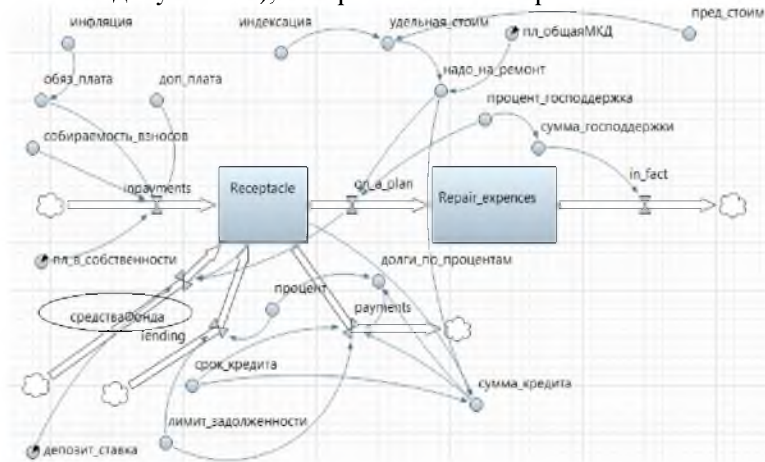 инфляция
индексация
удельная_стоим
пл_общаяМКД
пред_стоим
обяз_плата
доп_плата
надо_на_ремонт
процент_господдержка
собираемость_взносов
сумма_господдержки
inpayments
Receptacle
on_a_plan
Repair_expences
in_fact
пл_в_собственности
долги_по_процентам
процент
средстваФонда
payments
lending
срок_кредита
сумма_кредита
лимит_задолженности
депозит_ставка